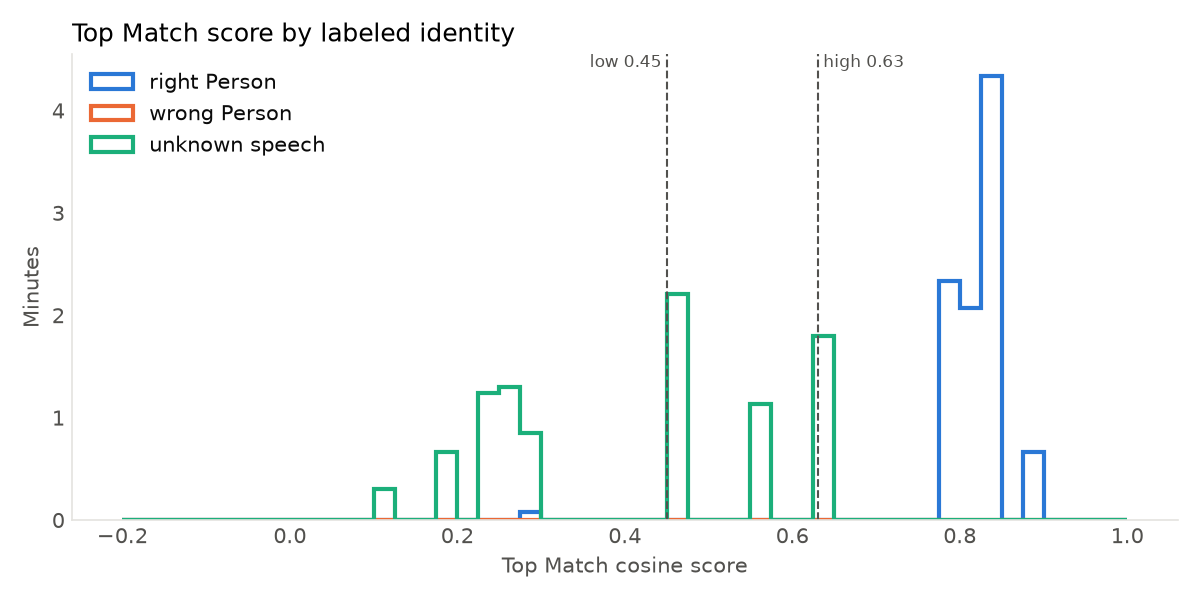 Top Match score by labeled identity
low 0.45
high 0.63
right Person
wrong Person
unknown speech
Minutes
4
3
2
1
0
−0.2 0.0 0.2 0.4 0.6 0.8 1.0
Top Match cosine score